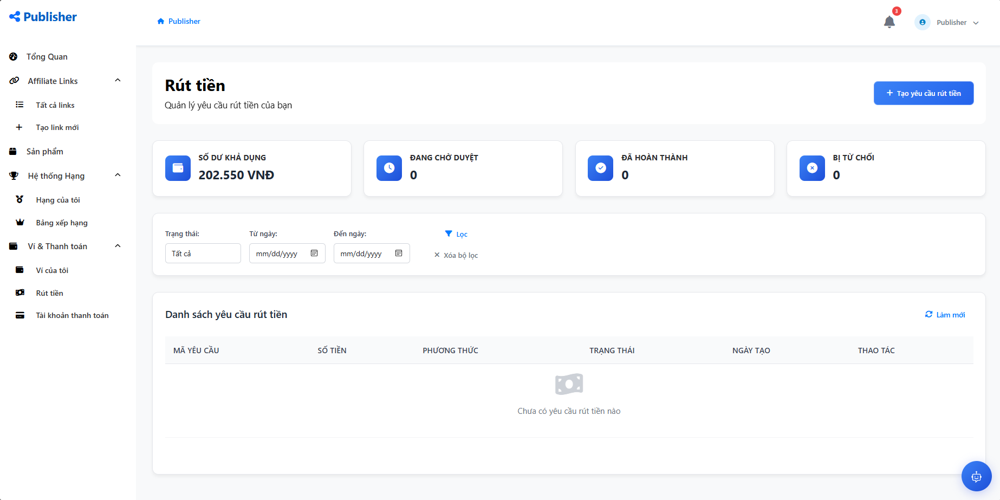 Publisher
Publisher
3
Publisher
Tổng Quan
Affiliate Links
Tất cả links
Tạo link mới
Sản phẩm
Hệ thống Hạng
Hạng của tôi
Bảng xếp hạng
Ví & Thanh toán
Ví của tôi
Rút tiền
Tài khoản thanh toán
Rút tiền
Quản lý yêu cầu rút tiền của bạn
Tạo yêu cầu rút tiền
SỐ DƯ KHẢ DỤNG
202.550 VNĐ
ĐANG CHỜ DUYỆT
0
ĐÃ HOÀN THÀNH
0
BỊ TỪ CHỐI
0
Trạng thái:
Tất cả
Từ ngày:
mm/dd/yyyy
Đến ngày:
mm/dd/yyyy
Lọc
Xóa bộ lọc
Danh sách yêu cầu rút tiền
Làm mới
MÃ YÊU CẦU SỐ TIỀN PHƯƠNG THỨC TRẠNG THÁI NGÀY TẠO THAO TÁC
Chưa có yêu cầu rút tiền nào